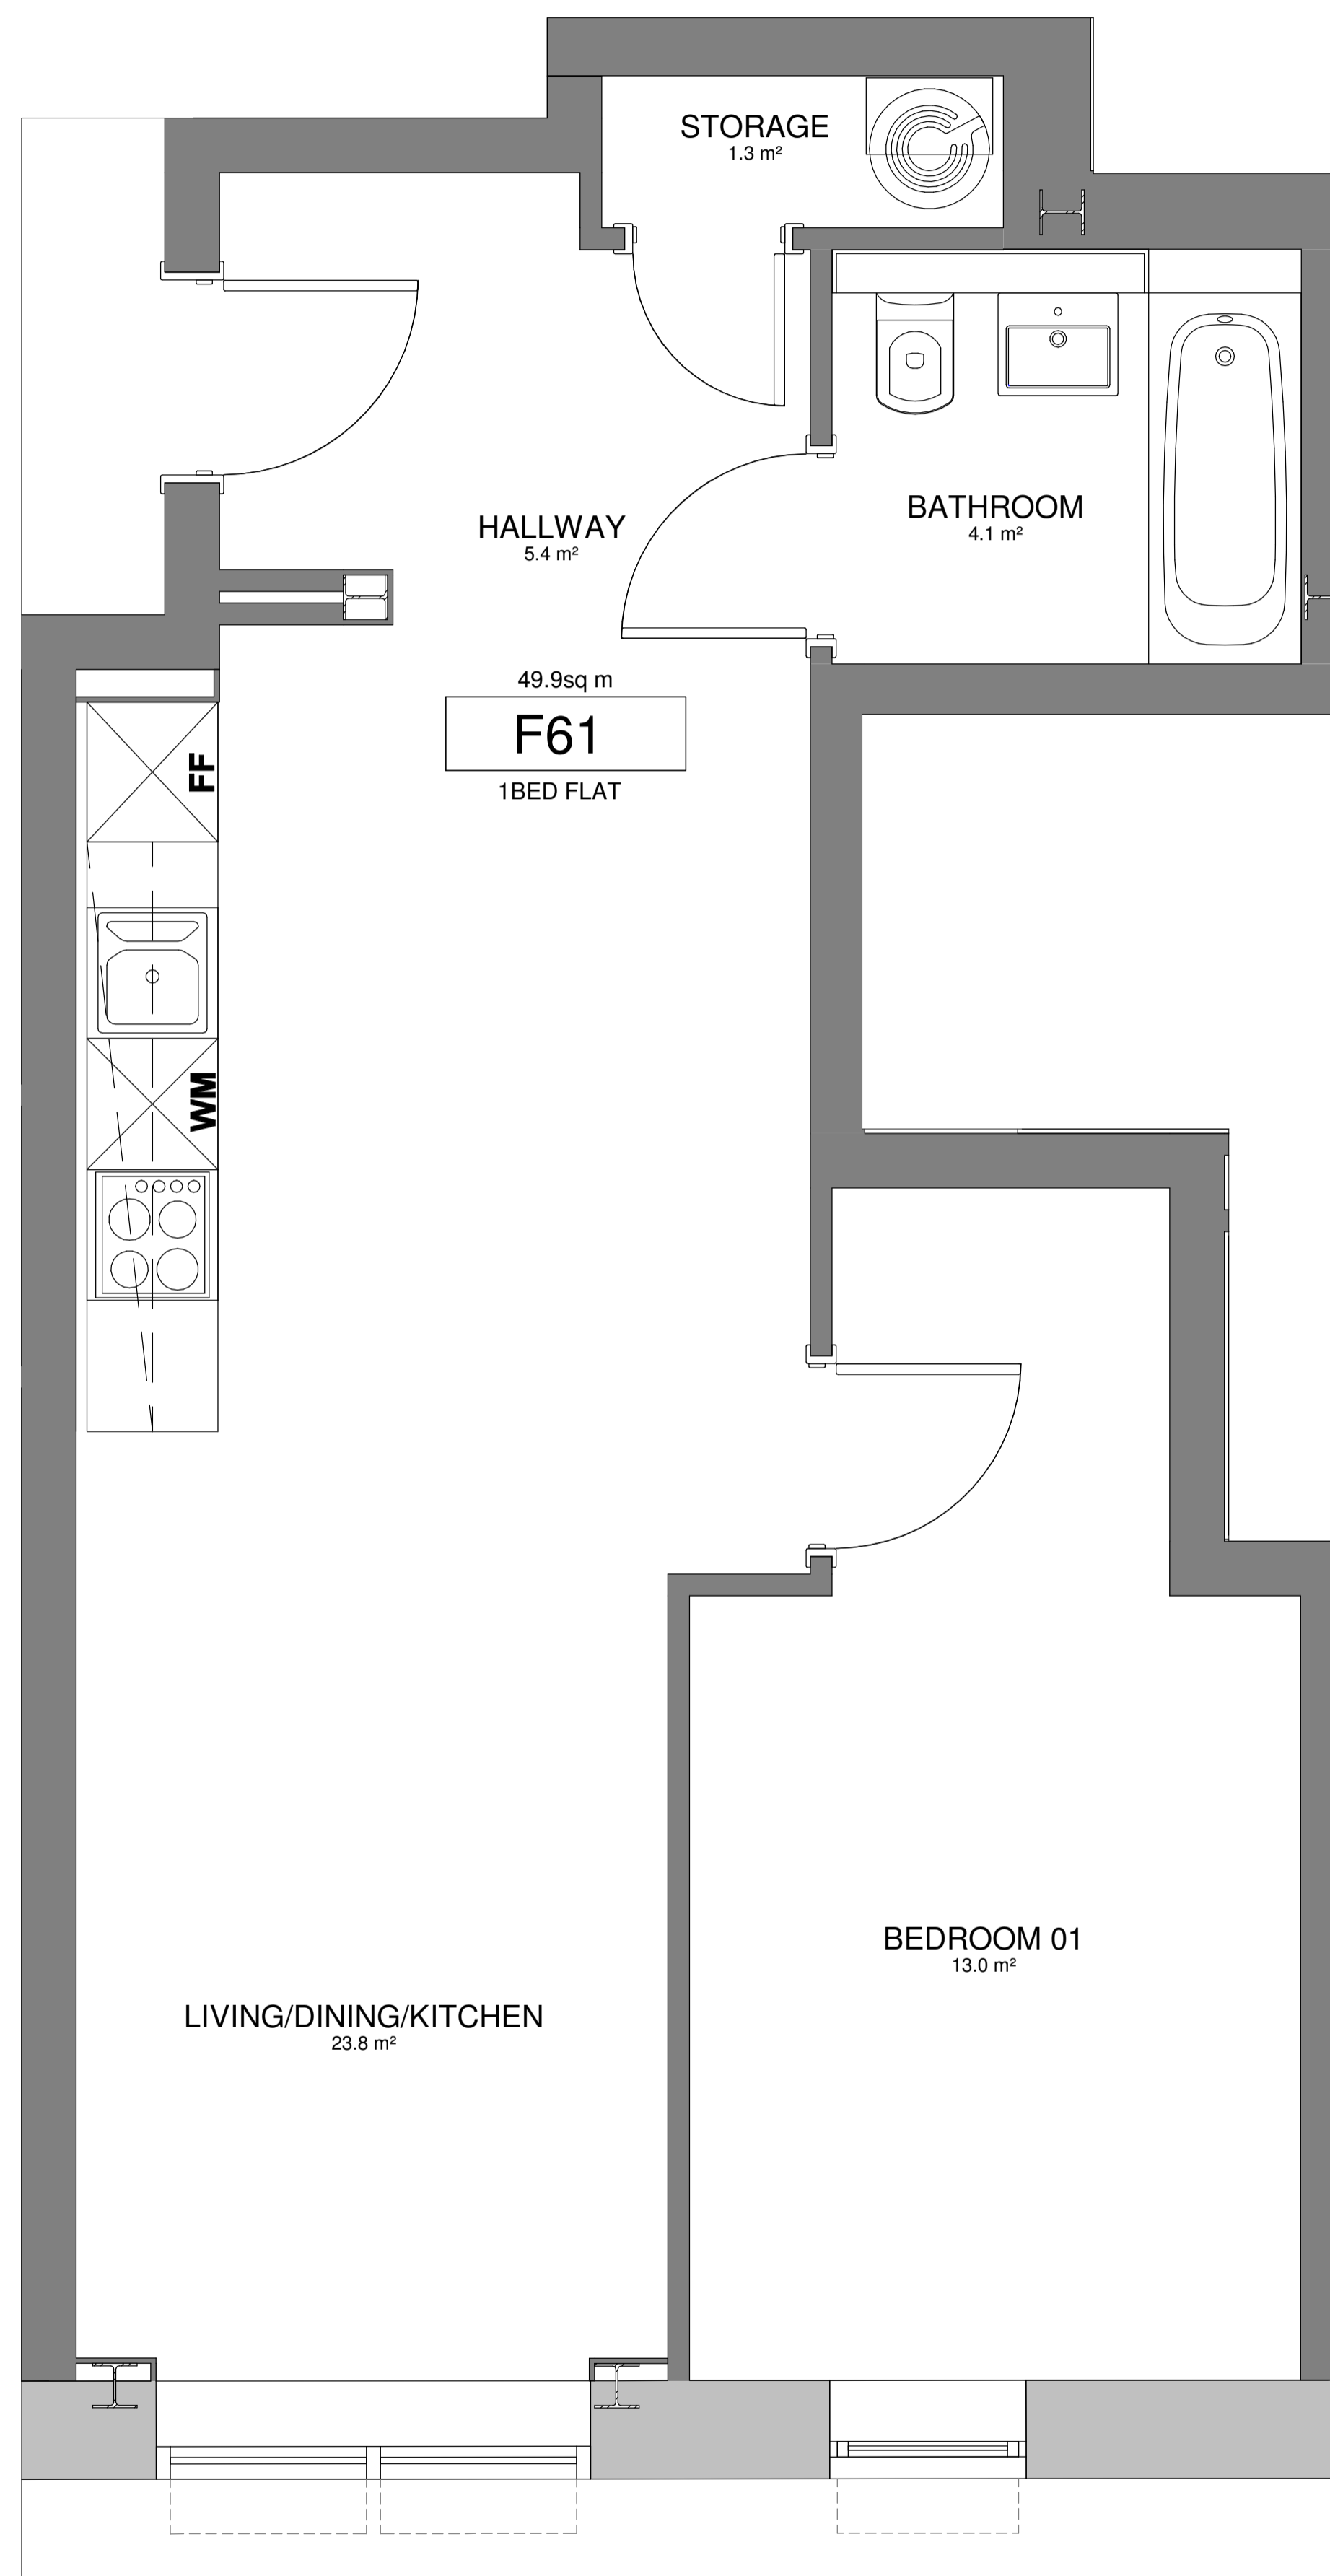 STORAGE
1.3 m²
HALLWAY
5.4 m²
BATHROOM
4.1 m²
49.9sq m
F61
1BED FLAT
FF
WM
BEDROOM 01
13.0 m²
LIVING/DINING/KITCHEN
23.8 m²